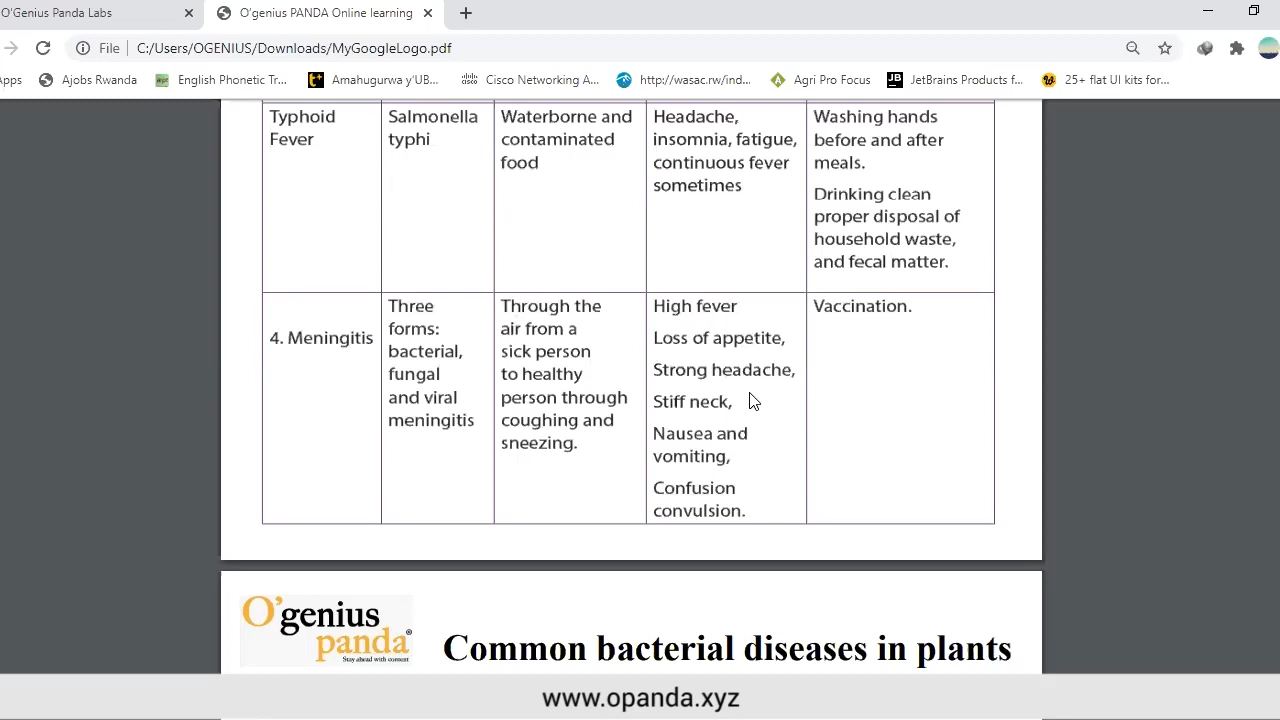 O'Genius Panda Labs
O'genius PANDA Online learning
File
C:/Users/OGENIUS/Downloads/MyGoogleLogo.pdf
pps
Ajobs Rwanda
English Phonetic Tr...
Amahugurwa y'UB...
Cisco Networking A...
http://wasac.rw/ind...
Agri Pro Focus
JetBrains Products f...
25+ flat UI kits for...
Typhoid
Fever
Salmonella
typhi
Waterborne and
contaminated
food
Headache,
insomnia, fatigue,
continuous fever
sometimes
Washing hands
before and after
meals.
Drinking clean
proper disposal of
household waste,
and fecal matter.
4. Meningitis
Three
forms:
bacterial,
fungal
and viral
meningitis
Through the
air from a
sick person
to healthy
person through
coughing and
sneezing.
High fever
Loss of appetite,
Strong headache,
Stiff neck,
Nausea and
vomiting,
Confusion
convulsion.
Vaccination.
O'genius
panda®
Stay ahead with content
Common bacterial diseases in plants
www.opanda.xyz